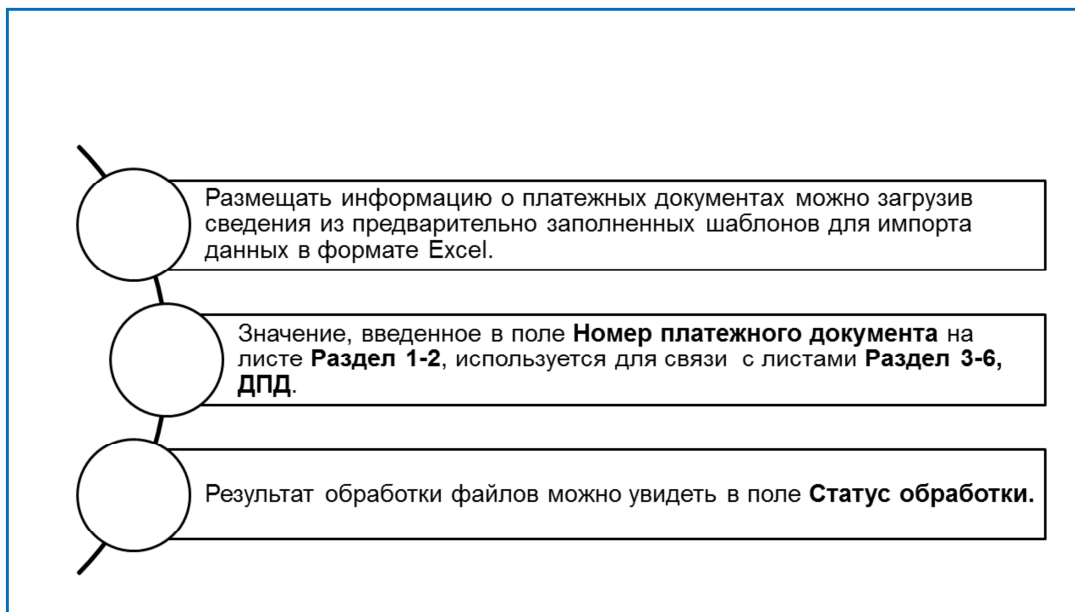 Размещать информацию о платежных документах можно загрузив
сведения из предварительно заполненных шаблонов для импорта
данных в формате Excel.
Значение, введенное в поле Номер платежного документа на
листе Раздел 1-2, используется для связи с листами Раздел 3-6,
ДПД.
Результат обработки файлов можно увидеть в поле Статус обработки.